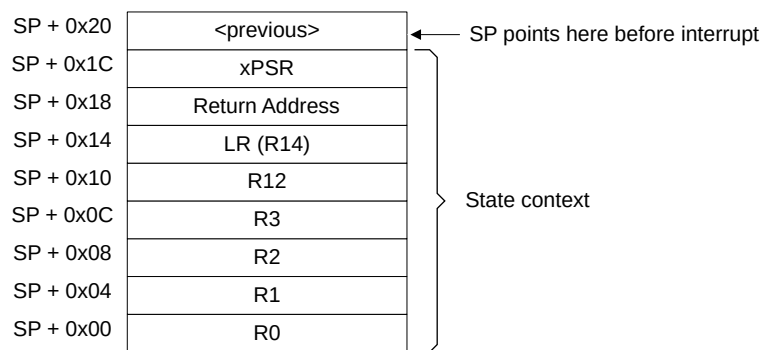 SP + 0x20 <previous> SP points here before interrupt
SP + 0x1C xPSR
SP + 0x18 Return Address
SP + 0x14 LR (R14)
SP + 0x10 R12
SP + 0x0C R3 State context
SP + 0x08 R2
SP + 0x04 R1
SP + 0x00 R0